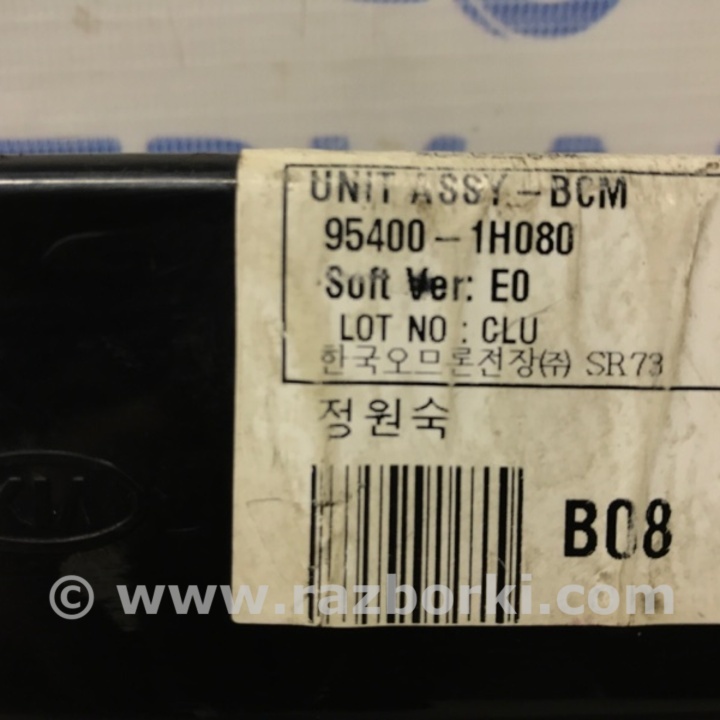 UNIT ASSY-BCM
95400-1H080
Soft Ver: E0
LOT NO : CLU
한국오므론전장㈜ SR73
정원숙
B08
KIA
© www.razborki.com